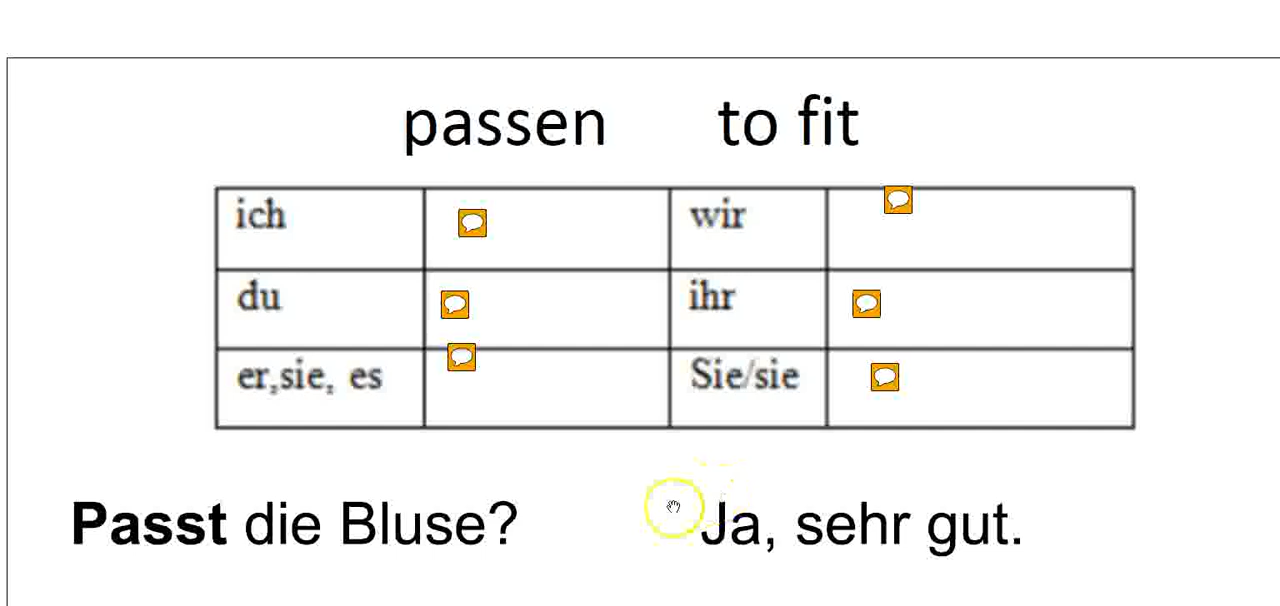 passen to fit
ich wir
du ihr
er,sie, es Sie/sie
Passt die Bluse? Ja, sehr gut.